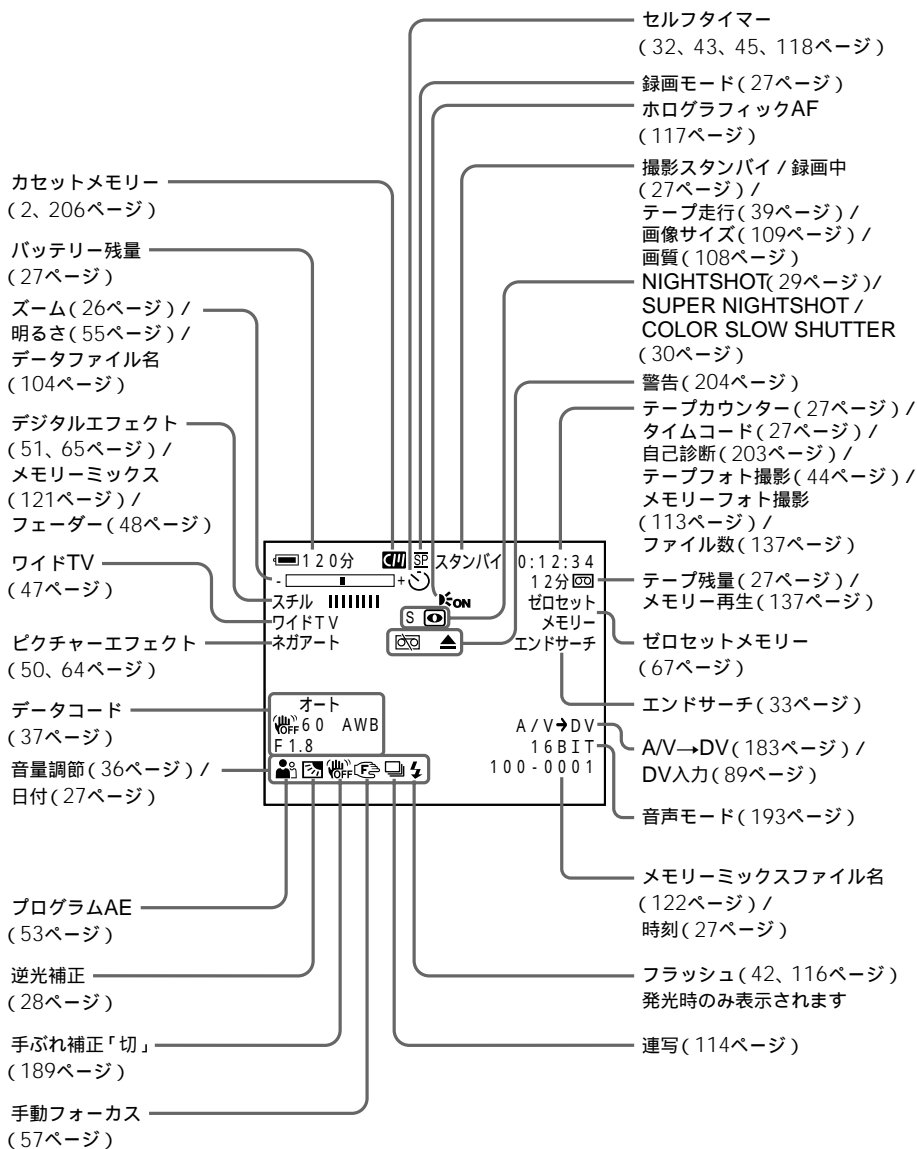 セルフタイマー
(32、43、45、118ページ)
録画モード(27ページ)
ホログラフィックAF
(117ページ)
撮影スタンバイ / 録画中
(27ページ) /
テープ走行(39ページ) /
画像サイズ(109ページ) /
画質(108ページ)
NIGHTSHOT(29ページ)/
SUPER NIGHTSHOT /
COLOR SLOW SHUTTER
(30ページ)
警告(204ページ)
テープカウンター(27ページ) /
タイムコード(27ページ) /
自己診断(203ページ) /
テープフォト撮影(44ページ) /
メモリーフォト撮影
(113ページ) /
ファイル数(137ページ)
テープ残量(27ページ) /
メモリー再生(137ページ)
ゼロセットメモリー
(67ページ)
エンドサーチ(33ページ)
A/V→DV(183ページ) /
DV入力(89ページ)
音声モード(193ページ)
メモリーミックスファイル名
(122ページ) /
時刻(27ページ)
フラッシュ(42、116ページ)
発光時のみ表示されます
連写(114ページ)
カセットメモリー
(2、206ページ)
バッテリー残量
(27ページ)
ズーム(26ページ) /
明るさ(55ページ) /
データファイル名
(104ページ)
デジタルエフェクト
(51、65ページ) /
メモリーミックス
(121ページ) /
フェーダー(48ページ)
ワイドTV
(47ページ)
ピクチャーエフェクト
(50、64ページ)
データコード
(37ページ)
音量調節(36ページ) /
日付(27ページ)
プログラムAE
(53ページ)
逆光補正
(28ページ)
手ぶれ補正「切」
(189ページ)
手動フォーカス
(57ページ)
120分 CM SP スタンバイ 0:12:34
- + 12分
スチル ON ゼロセット
ワイドTV S メモリー
ネガアート エンドサーチ
オート
OFF 60 AWB A/V→DV
F1.8 16BIT
OFF F 100-0001